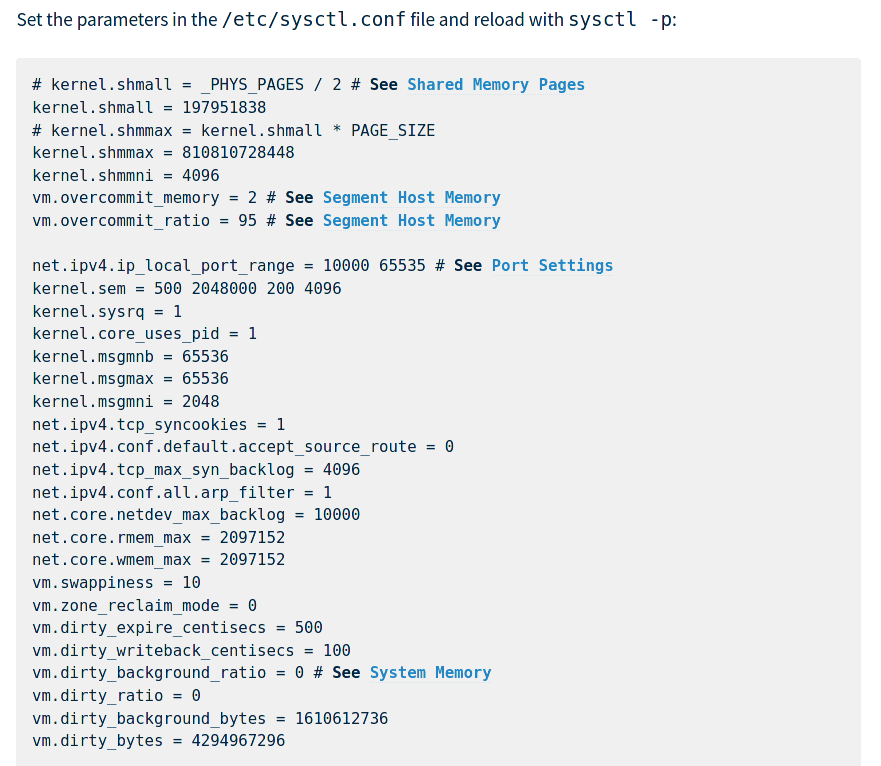 Set the parameters in the /etc/sysctl.conf file and reload with sysctl -p:
# kernel.shmall = _PHYS_PAGES / 2 # See Shared Memory Pages
kernel.shmall = 197951838
# kernel.shmmax = kernel.shmall * PAGE_SIZE
kernel.shmmax = 810810728448
kernel.shmmni = 4096
vm.overcommit_memory = 2 # See Segment Host Memory
vm.overcommit_ratio = 95 # See Segment Host Memory
net.ipv4.ip_local_port_range = 10000 65535 # See Port Settings
kernel.sem = 500 2048000 200 4096
kernel.sysrq = 1
kernel.core_uses_pid = 1
kernel.msgmnb = 65536
kernel.msgmax = 65536
kernel.msgmni = 2048
net.ipv4.tcp_syncookies = 1
net.ipv4.conf.default.accept_source_route = 0
net.ipv4.tcp_max_syn_backlog = 4096
net.ipv4.conf.all.arp_filter = 1
net.core.netdev_max_backlog = 10000
net.core.rmem_max = 2097152
net.core.wmem_max = 2097152
vm.swappiness = 10
vm.zone_reclaim_mode = 0
vm.dirty_expire_centisecs = 500
vm.dirty_writeback_centisecs = 100
vm.dirty_background_ratio = 0 # See System Memory
vm.dirty_ratio = 0
vm.dirty_background_bytes = 1610612736
vm.dirty_bytes = 4294967296